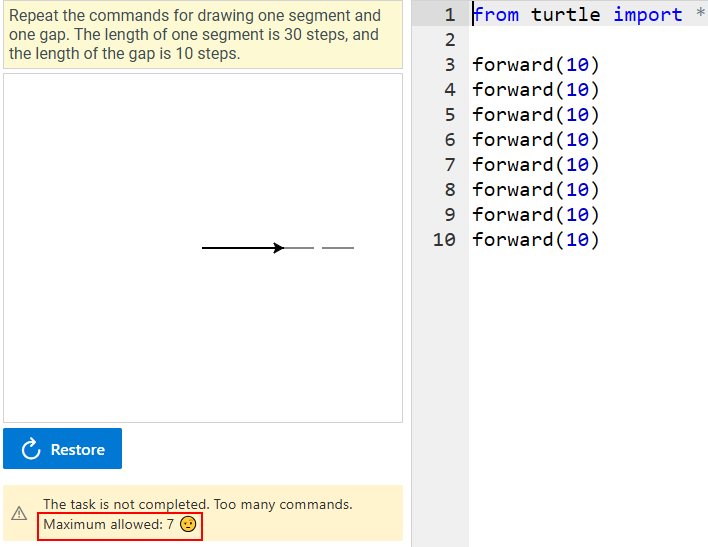 Repeat the commands for drawing one segment and
one gap. The length of one segment is 30 steps, and
the length of the gap is 10 steps.
Restore
The task is not completed. Too many commands.
Maximum allowed: 7
1 from turtle import *
2
3 forward(10)
4 forward(10)
5 forward(10)
6 forward(10)
7 forward(10)
8 forward(10)
9 forward(10)
10 forward(10)